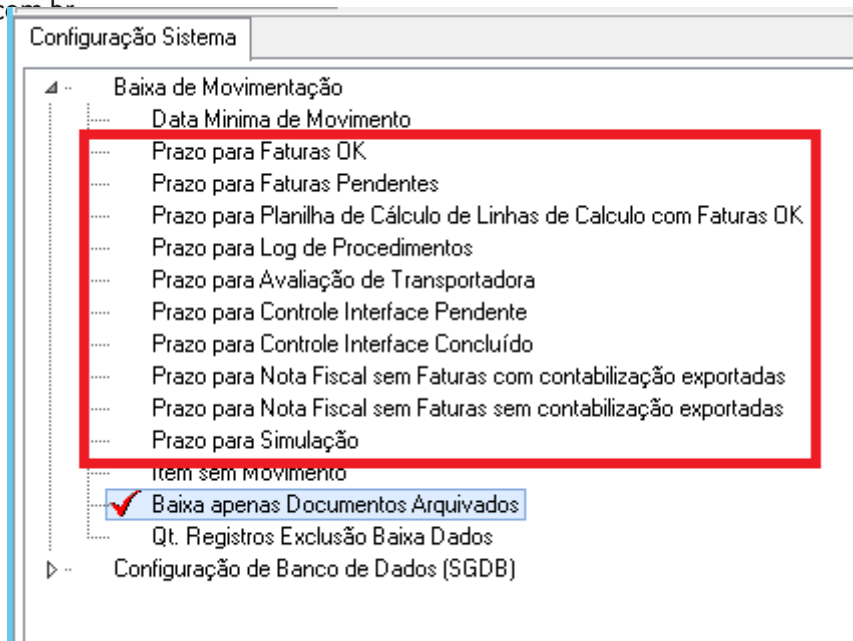 Configuração Sistema
Baixa de Movimentação
Data Minima de Movimento
Prazo para Faturas OK
Prazo para Faturas Pendentes
Prazo para Planilha de Cálculo de Linhas de Calculo com Faturas OK
Prazo para Log de Procedimentos
Prazo para Avaliação de Transportadora
Prazo para Controle Interface Pendente
Prazo para Controle Interface Concluído
Prazo para Nota Fiscal sem Faturas com contabilização exportadas
Prazo para Nota Fiscal sem Faturas sem contabilização exportadas
Prazo para Simulação
Item sem Movimento
Baixa apenas Documentos Arquivados
Qt. Registros Exclusão Baixa Dados
Configuração de Banco de Dados (SGDB)